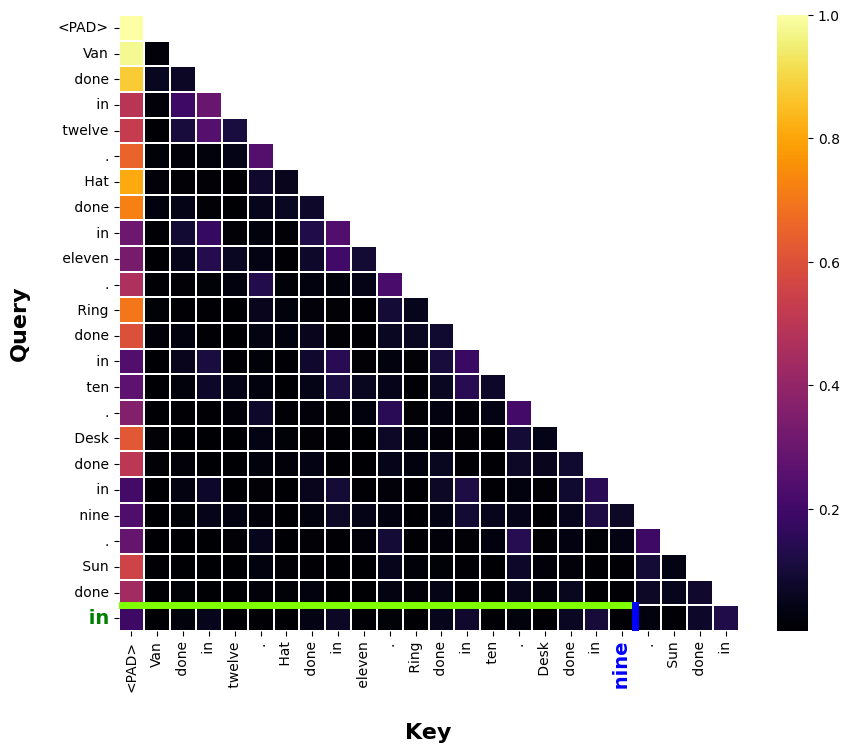 <PAD>
Van
done
in
twelve
.
Hat
done
in
eleven
.
Ring
done
in
ten
.
Desk
done
in
nine
.
Sun
done
in
Query
<PAD>
Van
done
in
twelve
.
Hat
done
in
eleven
.
Ring
done
in
ten
.
Desk
done
in
nine
.
Sun
done
in
Key
1.0
0.8
0.6
0.4
0.2